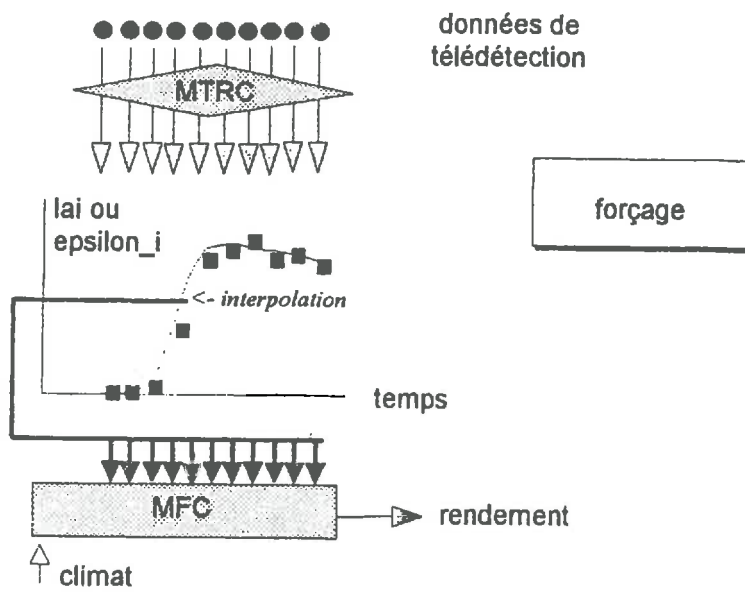 données de
télédétection
MTRC
forçage
lai ou
epsilon_i
<- interpolation
temps
MFC
rendement
climat